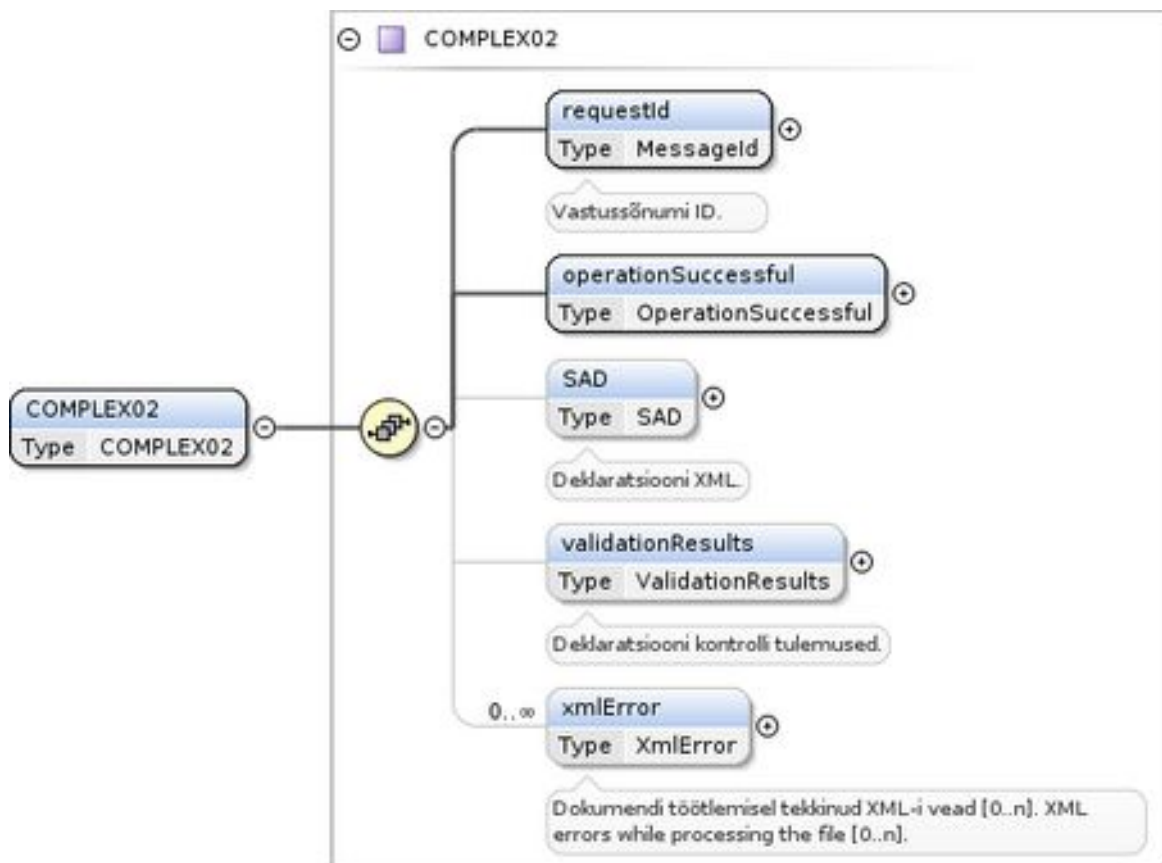 COMPLEX02
requestId
Type MessageId
Vastussõnumi ID.
operationSuccessful
Type OperationSuccessful
SAD
Type SAD
Deklaratsiooni XML.
COMPLEX02
Type COMPLEX02
validationResults
Type ValidationResults
Deklaratsiooni kontrolli tulemused.
0..∞
xmlError
Type XmlError
Dokumendi töötlemisel tekkinud XML-i vead [0..n]. XML
errors while processing the file [0..n].